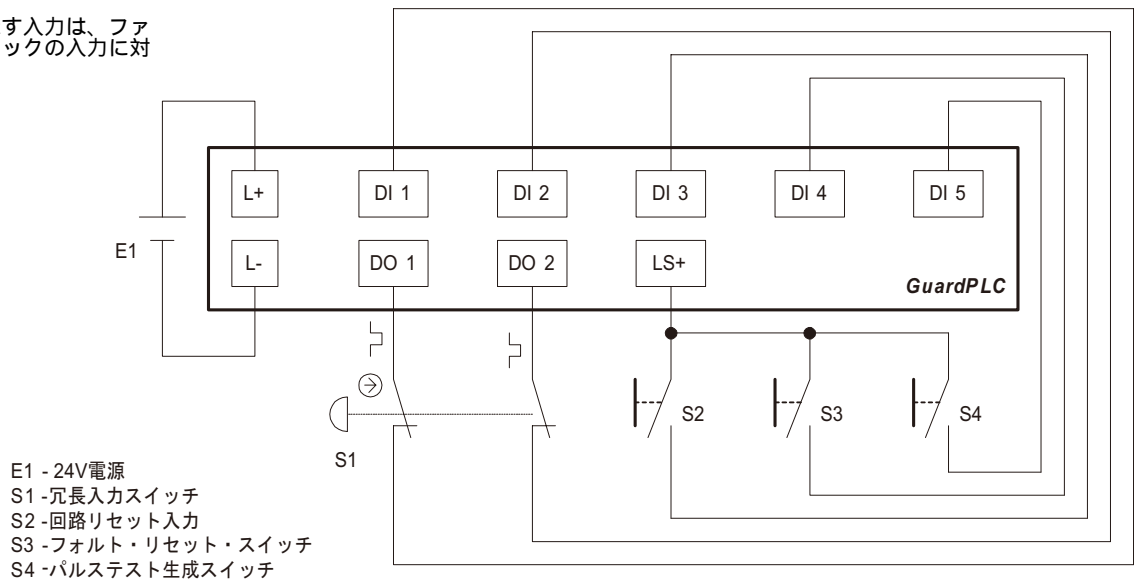 す入力は、ファ
ックの入力に対
L+
DI 1
DI 2
DI 3
DI 4
DI 5
E1
L-
DO 1
DO 2
LS+
GuardPLC
S1
S2
S3
S4
E1 - 24V電源
S1 -冗長入力スイッチ
S2 -回路リセット入力
S3 -フォルト・リセット・スイッチ
S4 -パルステスト生成スイッチ